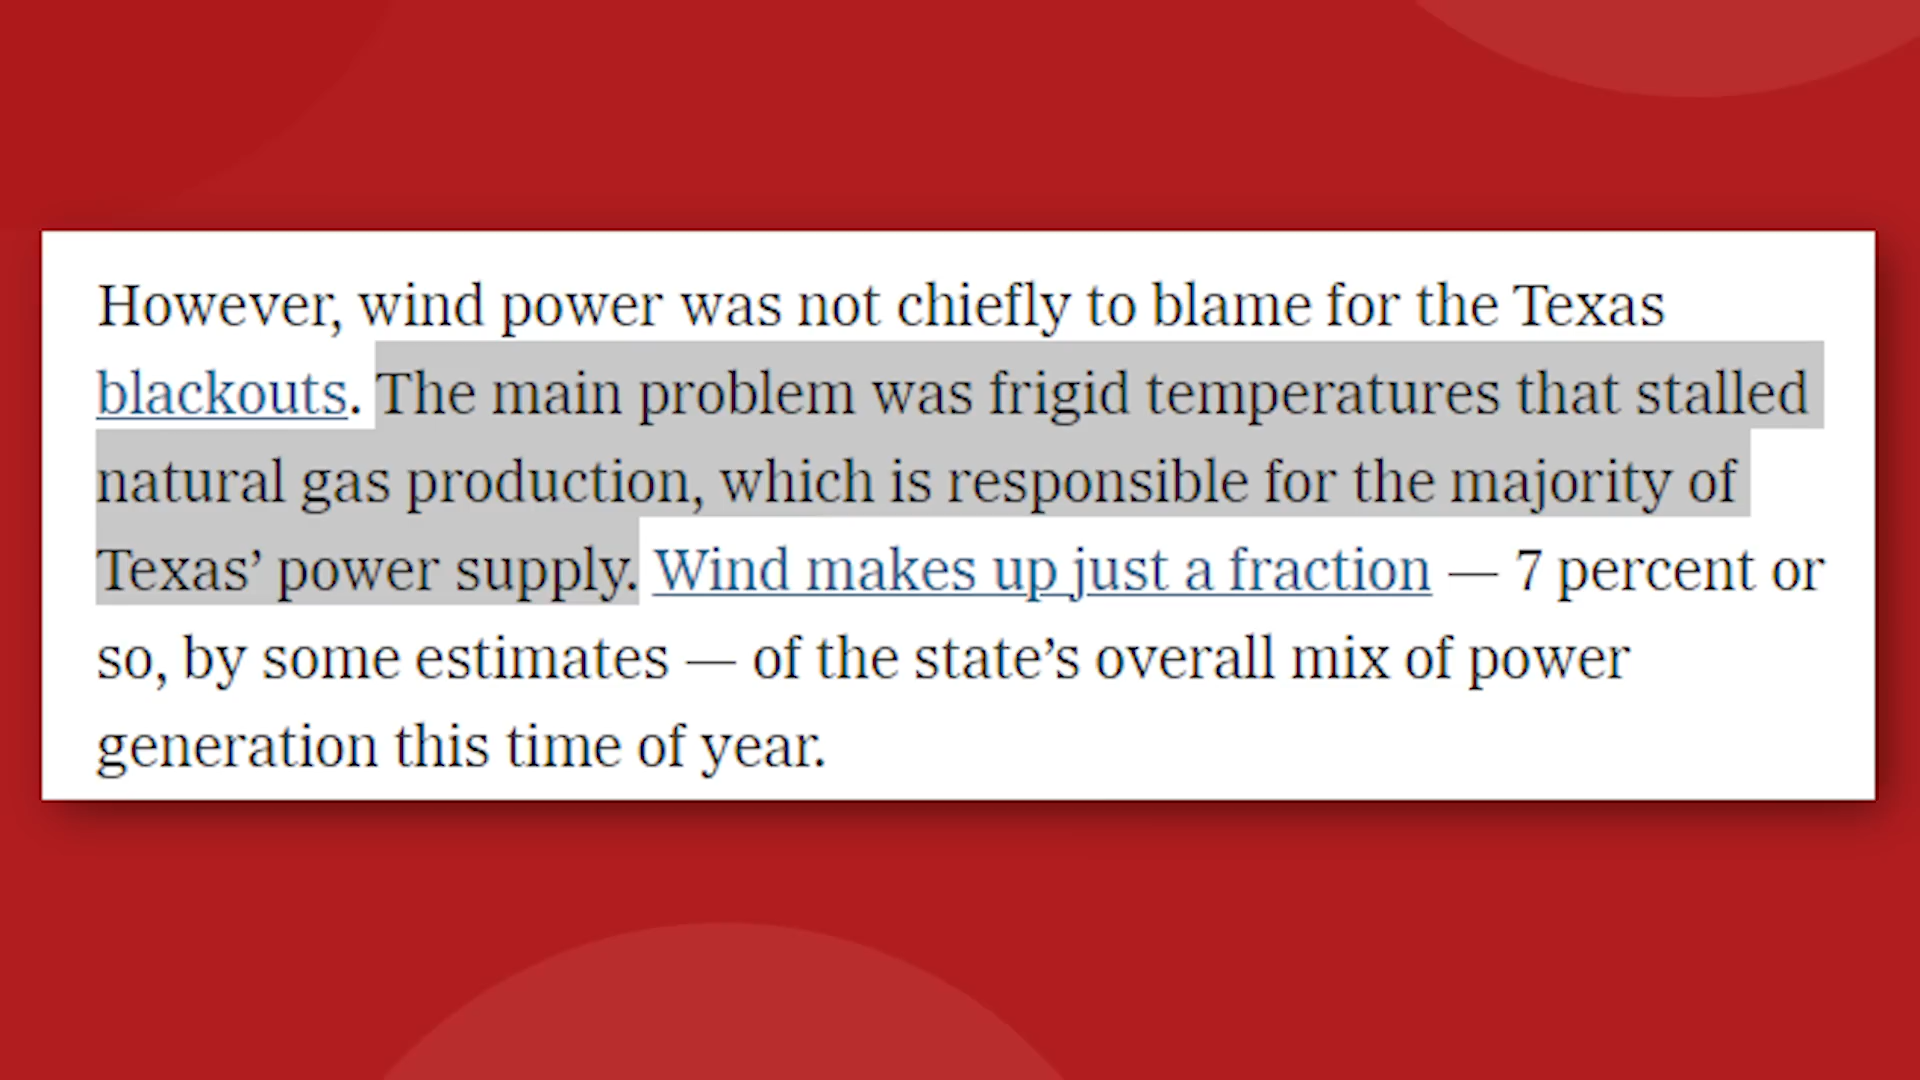 However, wind power was not chiefly to blame for the Texas
blackouts. The main problem was frigid temperatures that stalled
natural gas production, which is responsible for the majority of
Texas’ power supply. Wind makes up just a fraction — 7 percent or
so, by some estimates — of the state’s overall mix of power
generation this time of year.